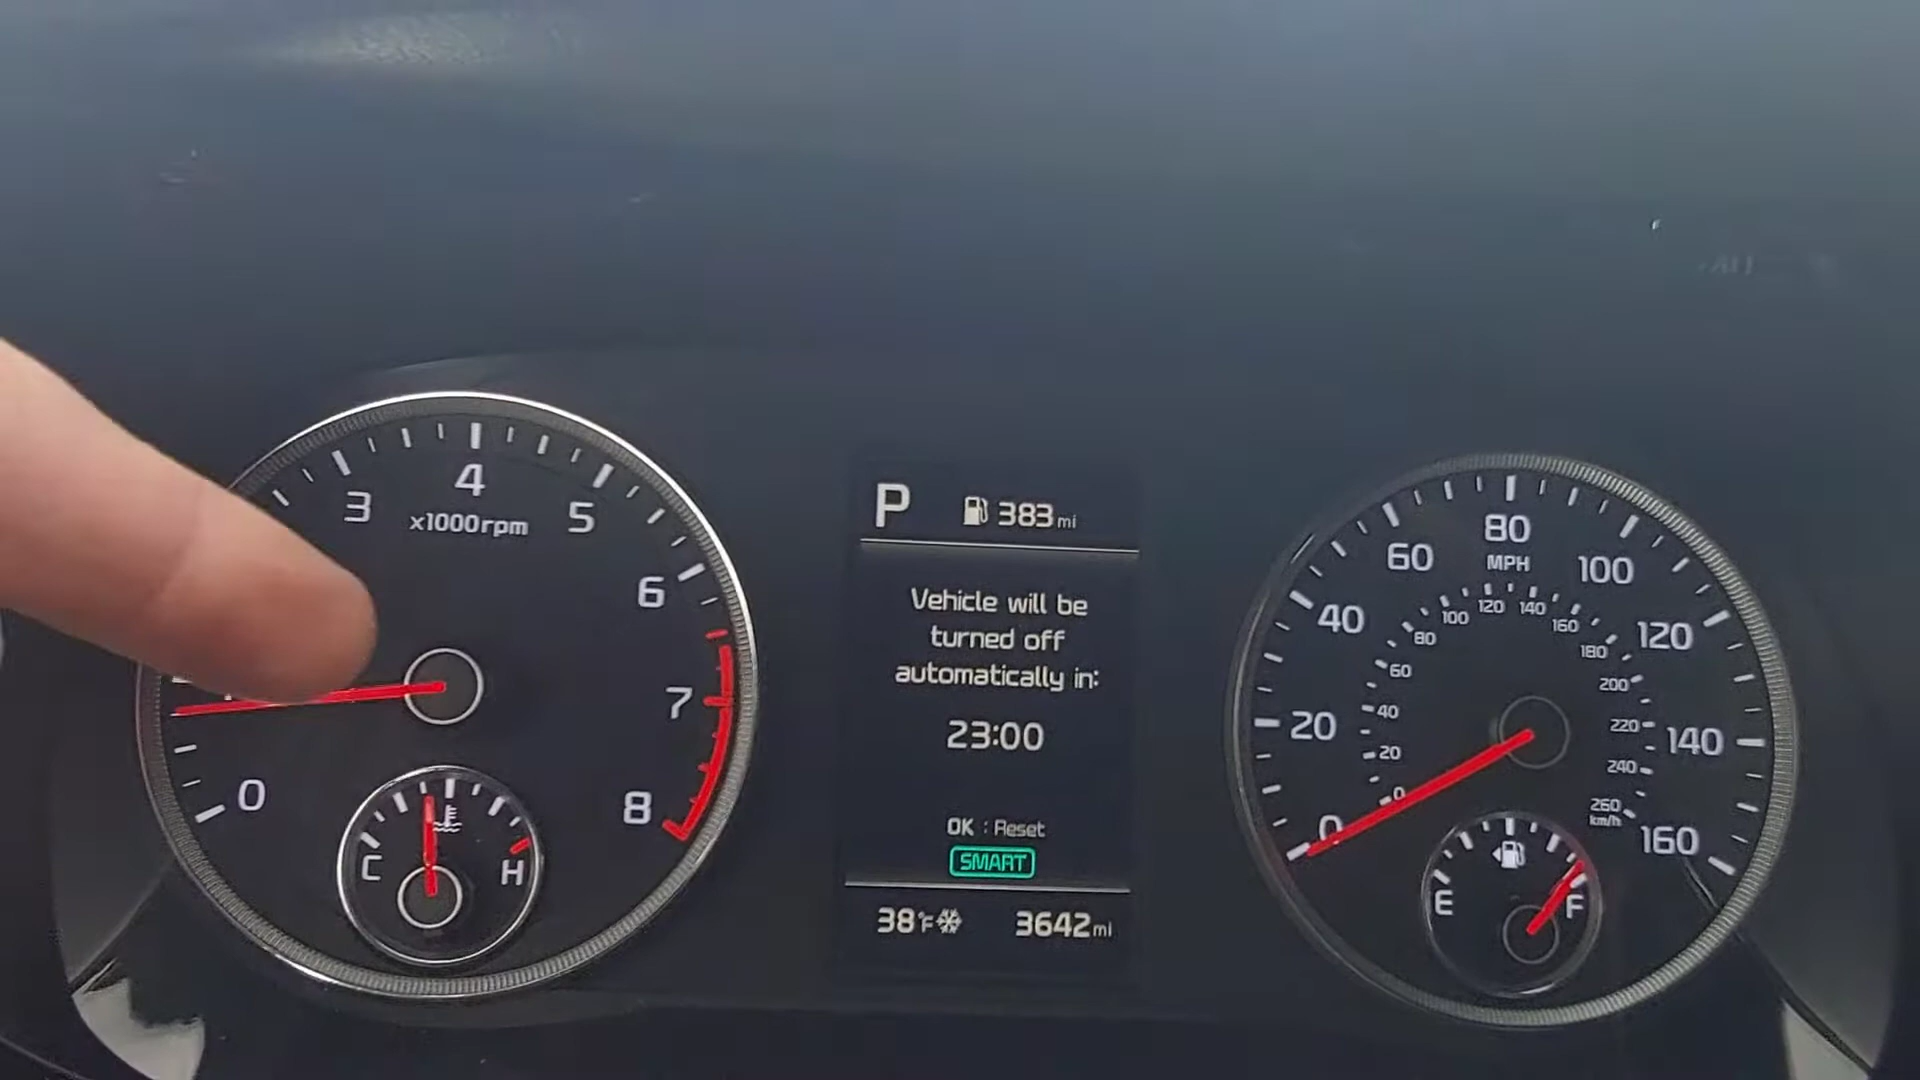 3
4
5
x1000rpm
6
7
8
0
C
H
P 383mi
Vehicle will be
turned off
automatically in:
23:00
OK : Reset
SMART
38°F 3642mi
80
MPH
60
100
40
120
20
140
0
160
100 120 140 160
80
180
60
200
40
220
20
240
0
260
km/h
E
F